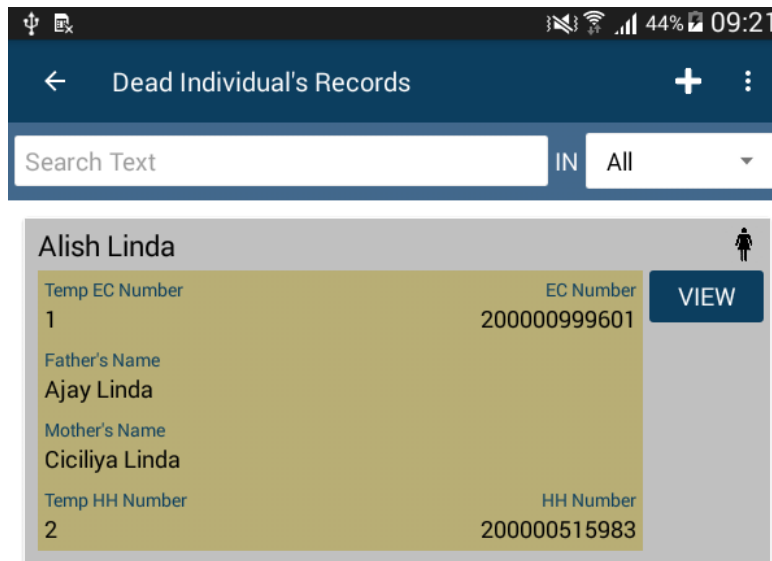 44% 09:21
Dead Individual's Records
Search Text IN All
Alish Linda
Temp EC Number EC Number
1 200000999601
VIEW
Father's Name
Ajay Linda
Mother's Name
Ciciliya Linda
Temp HH Number HH Number
2 200000515983